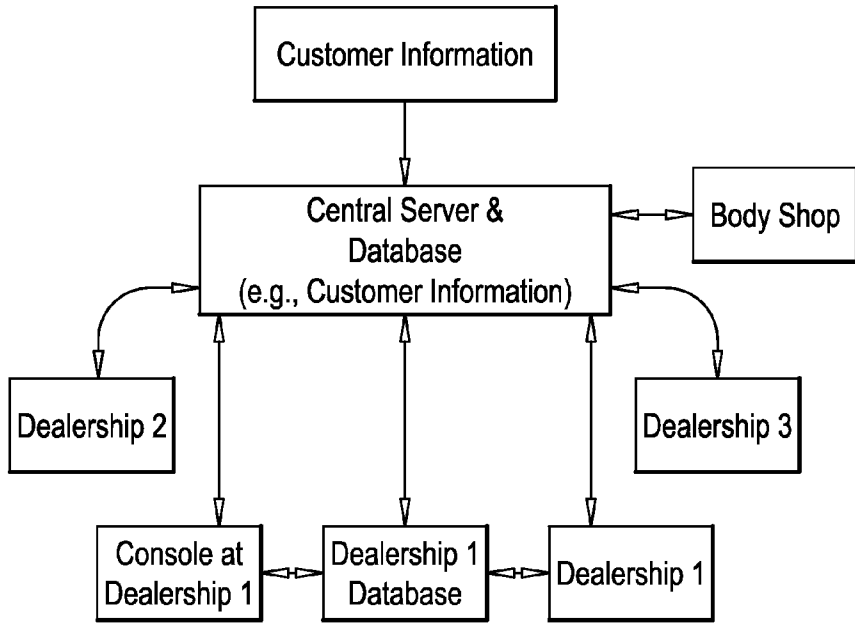 Customer Information
Central Server &
Database
(e.g., Customer Information)
Body Shop
Dealership 2
Dealership 3
Console at
Dealership 1
Dealership 1
Database
Dealership 1